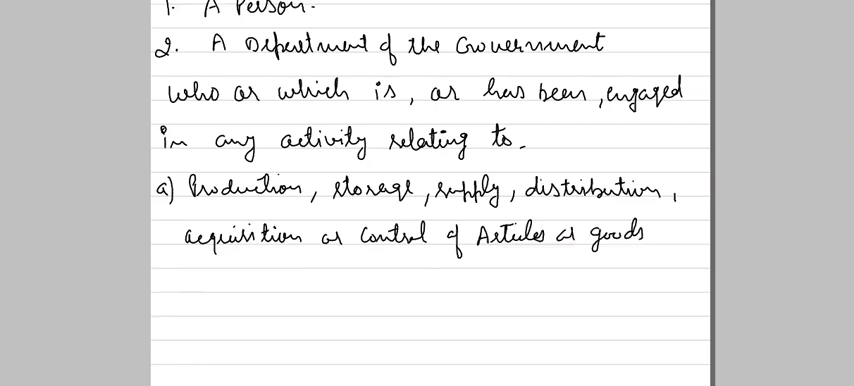 1. A Person.
2. A Department of the Government
who or which is, or has been, engaged
in any activity relating to.
a) Production, storage, supply, distribution,
acquisition or Control of Articles or goods